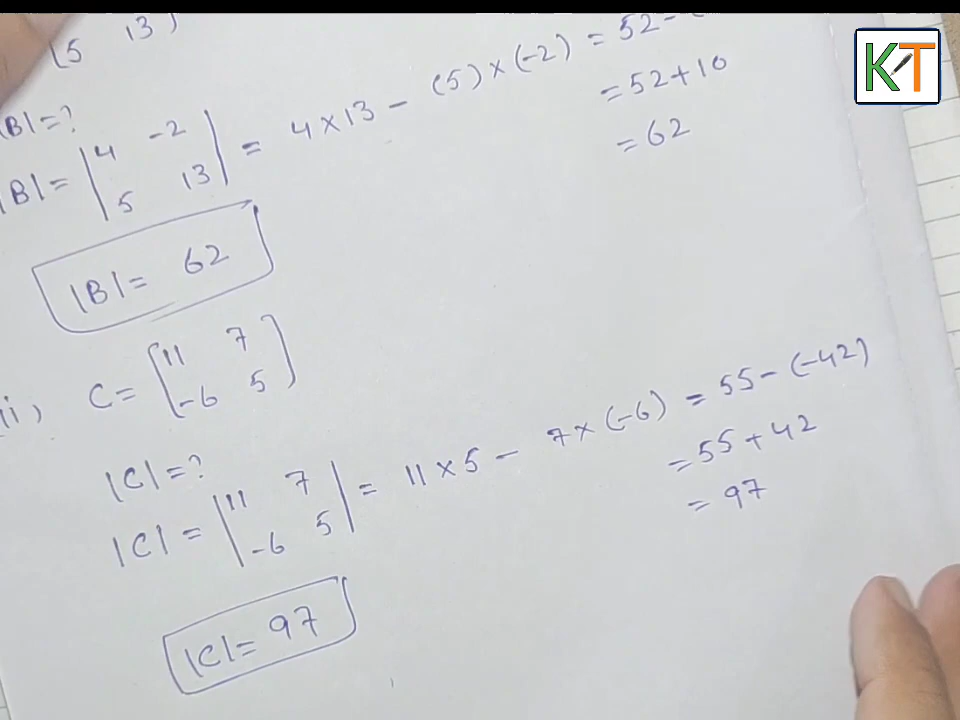 (5 13)
|B|=?
|B|= |4 -2| = 4×13 - (5)×(-2) = 52-
|5 13| = 52+10
= 62
|B|= 62
ii) C= [11 7]
[-6 5]
|C|=?
|C|= |11 7| = 11×5 - 7×(-6) = 55-(-42)
|-6 5| = 55+42
= 97
|C|= 97
KT